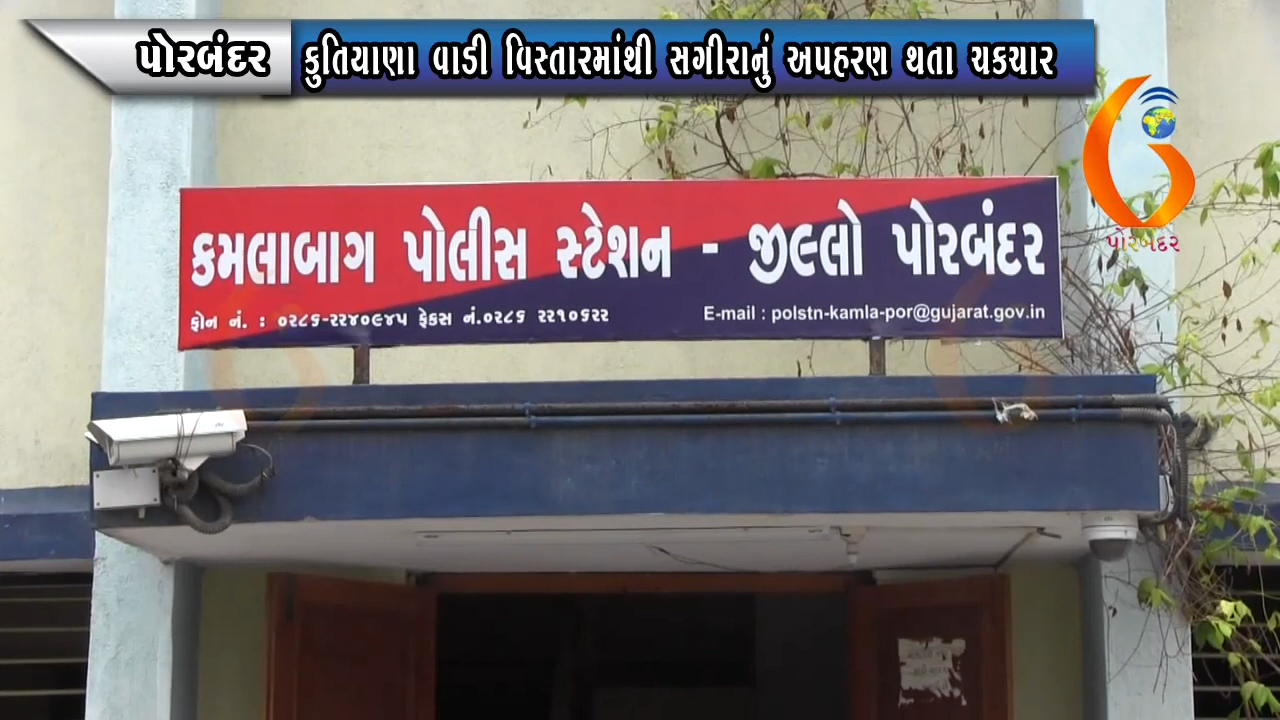 પોરબંદર કુતિયાણા વાડી વિસ્તારમાંથી સગીરાનું અપહરણ થતા ચકચાર
પોરબંદર
કમલાબાગ પોલીસ સ્ટેશન - જીલ્લો પોરબંદર
ફોન નં. : ૦૨૮૬-૨૨૪૦૯૪૫ ફેકસ નં.૦૨૮૬ ૨૨૧૦૬૨૨ E-mail : polstn-kamla-por@gujarat.gov.in